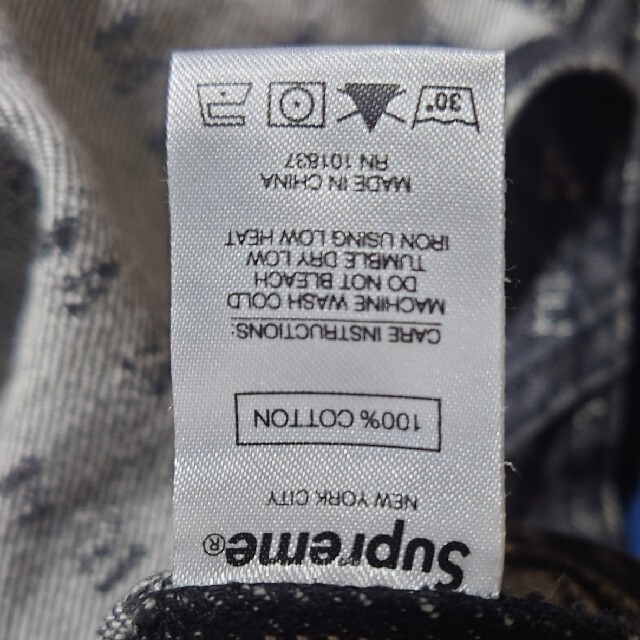 Supreme®
NEW YORK CITY
100% COTTON
CARE INSTRUCTIONS:
MACHINE WASH COLD
DO NOT BLEACH
TUMBLE DRY LOW
IRON USING LOW HEAT
MADE IN CHINA
RN 101837
30°